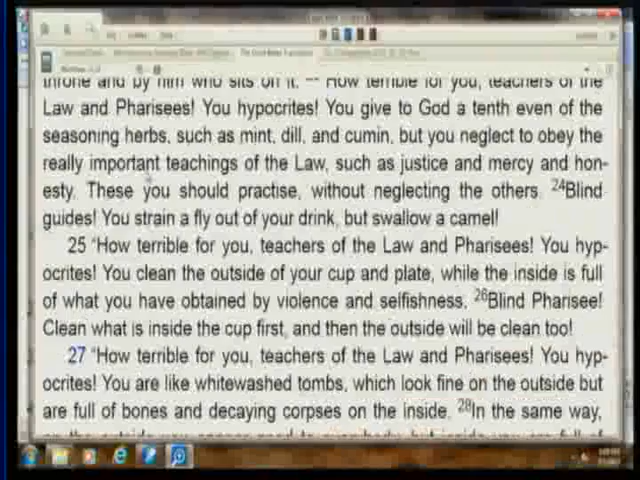 throne and by him who sits on it. How terrible for you, teachers of the
Law and Pharisees! You hypocrites! You give to God a tenth even of the
seasoning herbs, such as mint, dill, and cumin, but you neglect to obey the
really important teachings of the Law, such as justice and mercy and hon-
esty. These you should practise, without neglecting the others. 24Blind
guides! You strain a fly out of your drink, but swallow a camel!
25 "How terrible for you, teachers of the Law and Pharisees! You hyp-
ocrites! You clean the outside of your cup and plate, while the inside is full
of what you have obtained by violence and selfishness. 26Blind Pharisee!
Clean what is inside the cup first, and then the outside will be clean too!
27 "How terrible for you, teachers of the Law and Pharisees! You hyp-
ocrites! You are like whitewashed tombs, which look fine on the outside but
are full of bones and decaying corpses on the inside. 28In the same way,